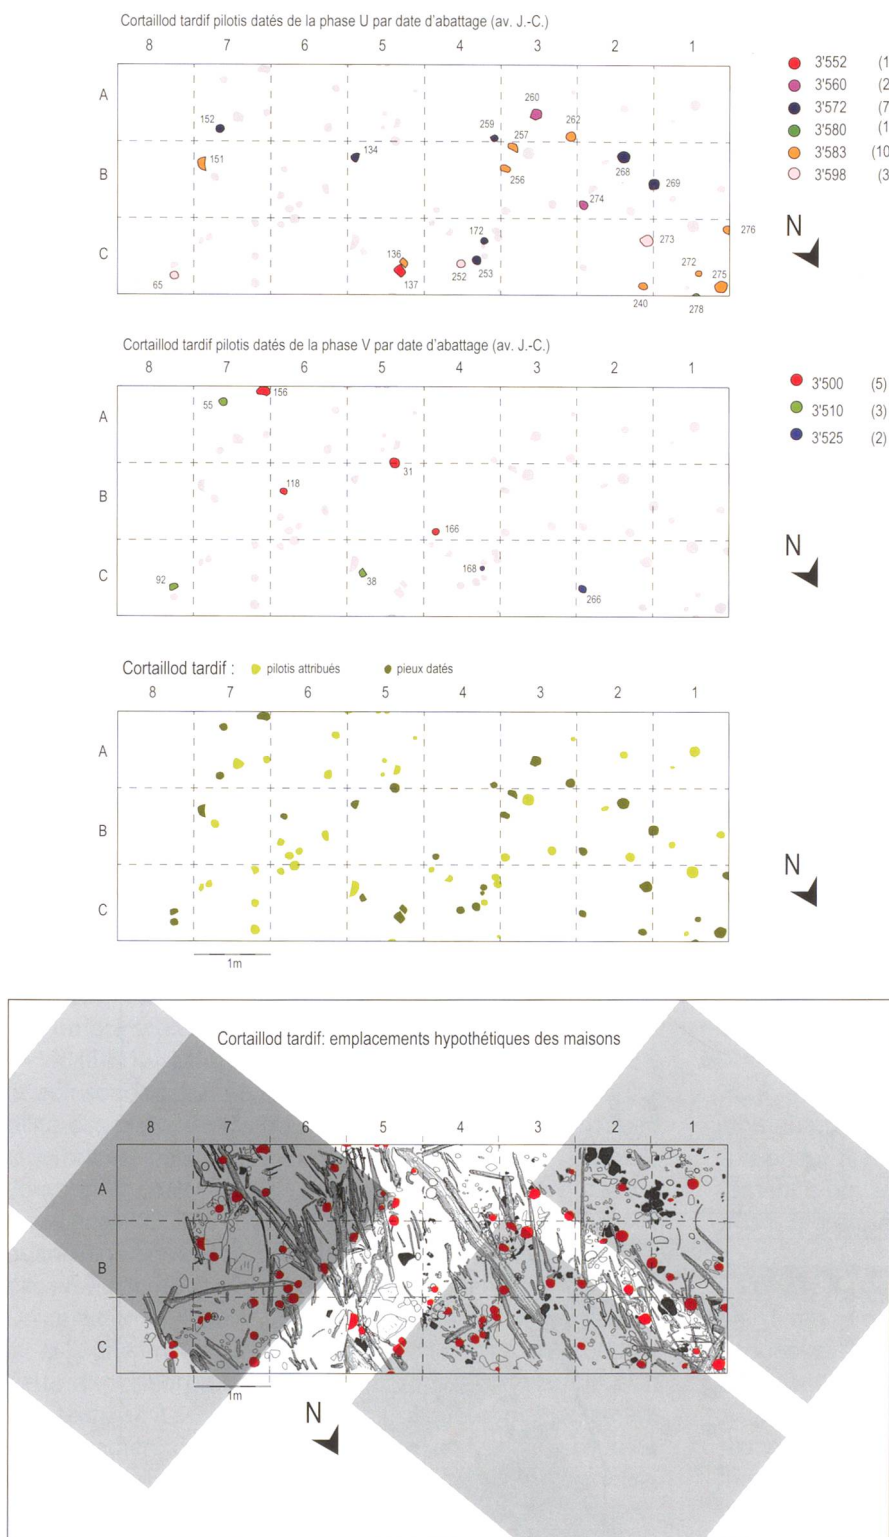 Cortaillod tardif pilotis datés de la phase U par date d'abattage (av. J.-C.)
8 7 6 5 4 3 2 1
A
B
C
152
151
134
259
257
260
262
256
268
269
274
172
136
137
252
253
273
276
272
275
240
278
65
3'552 (1
3'560 (2
3'572 (7
3'580 (1
3'583 (10
3'598 (3
N
Cortaillod tardif pilotis datés de la phase V par date d'abattage (av. J.-C.)
8 7 6 5 4 3 2 1
A
B
C
55
156
31
118
166
92
38
168
266
3'500 (5)
3'510 (3)
3'525 (2)
N
Cortaillod tardif : pilotis attribués pieux datés
8 7 6 5 4 3 2 1
A
B
C
1m
N
Cortaillod tardif: emplacements hypothétiques des maisons
8 7 6 5 4 3 2 1
A
B
C
1m
N